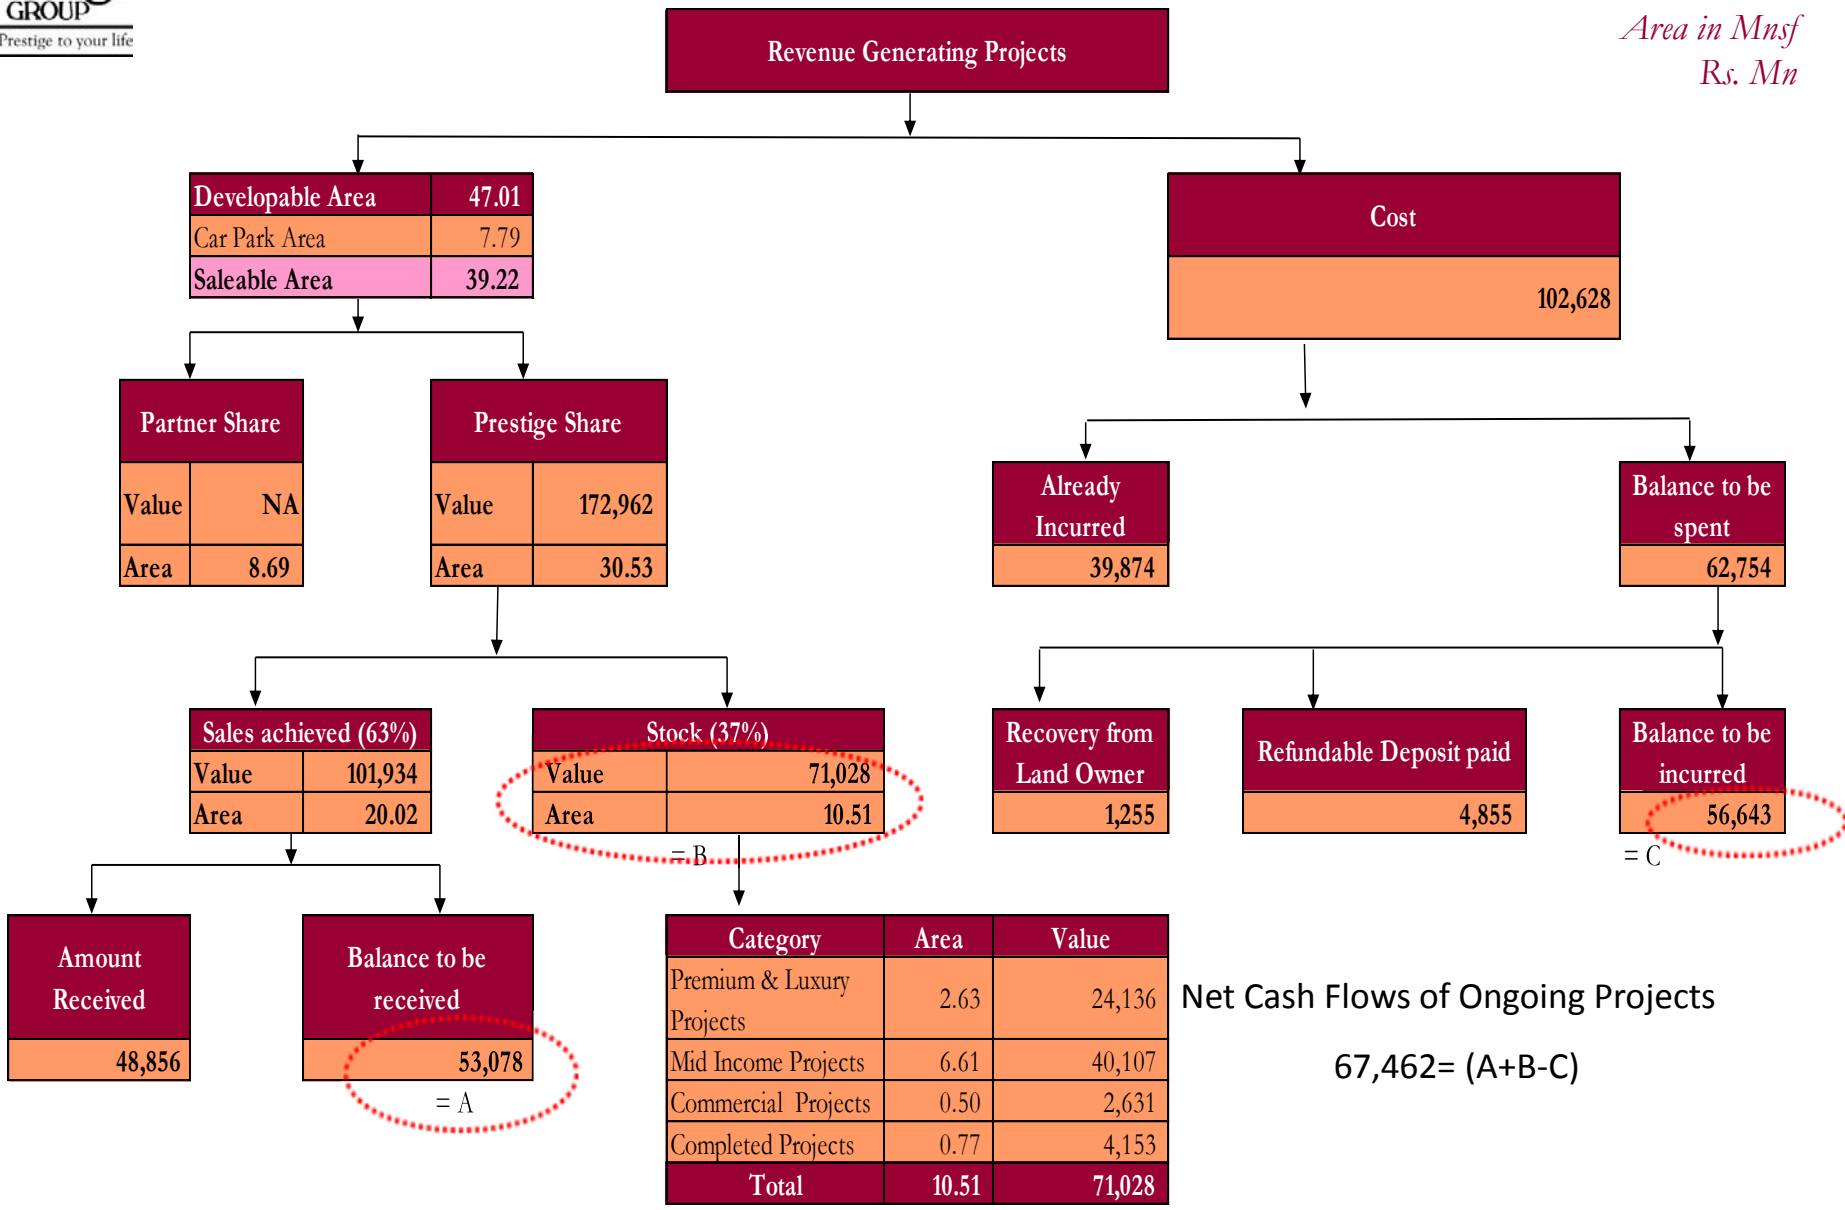 GROUP
Prestige to your life
Revenue Generating Projects
Area in Mnsf
Rs. Mn
Developable Area 47.01
Car Park Area 7.79
Saleable Area 39.22
Cost
102,628
Partner Share
Value NA
Area 8.69
Prestige Share
Value 172,962
Area 30.53
Already
Incurred
39,874
Balance to be
spent
62,754
Sales achieved (63%)
Value 101,934
Area 20.02
Stock (37%)
Value 71,028
Area 10.51
= B
Recovery from
Land Owner
1,255
Refundable Deposit paid
4,855
Balance to be
incurred
56,643
= C
Amount
Received
48,856
Balance to be
received
53,078
= A
Category Area Value
Premium & Luxury
Projects 2.63 24,136
Mid Income Projects 6.61 40,107
Commercial Projects 0.50 2,631
Completed Projects 0.77 4,153
Total 10.51 71,028
Net Cash Flows of Ongoing Projects
67,462= (A+B-C)